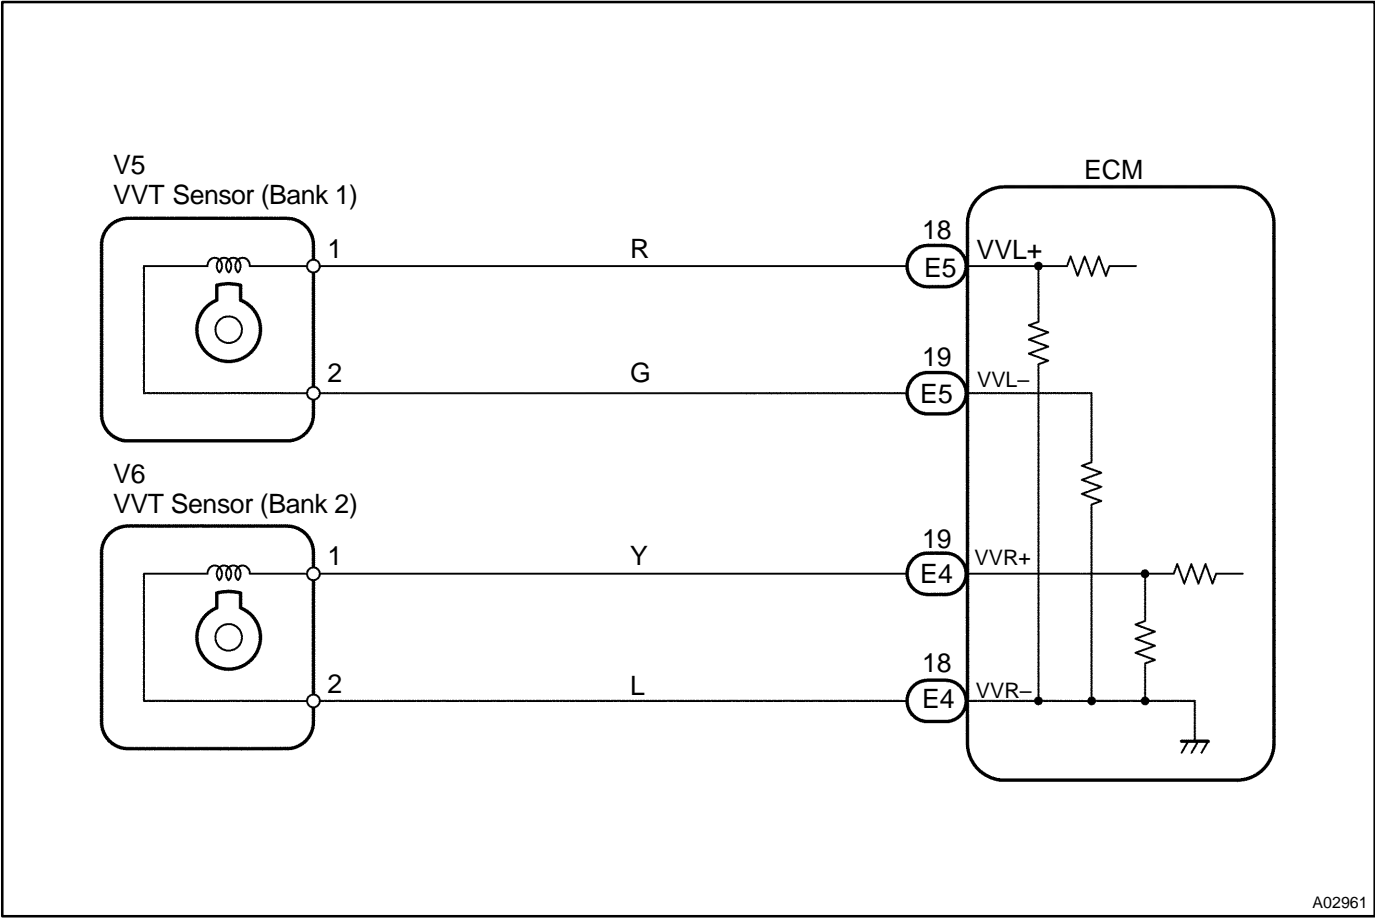 V5
VVT Sensor (Bank 1)
ECM
1
R
18
E5
VVL+
2
G
19
E5
VVL–
V6
VVT Sensor (Bank 2)
1
Y
19
E4
VVR+
2
L
18
E4
VVR–
A02961